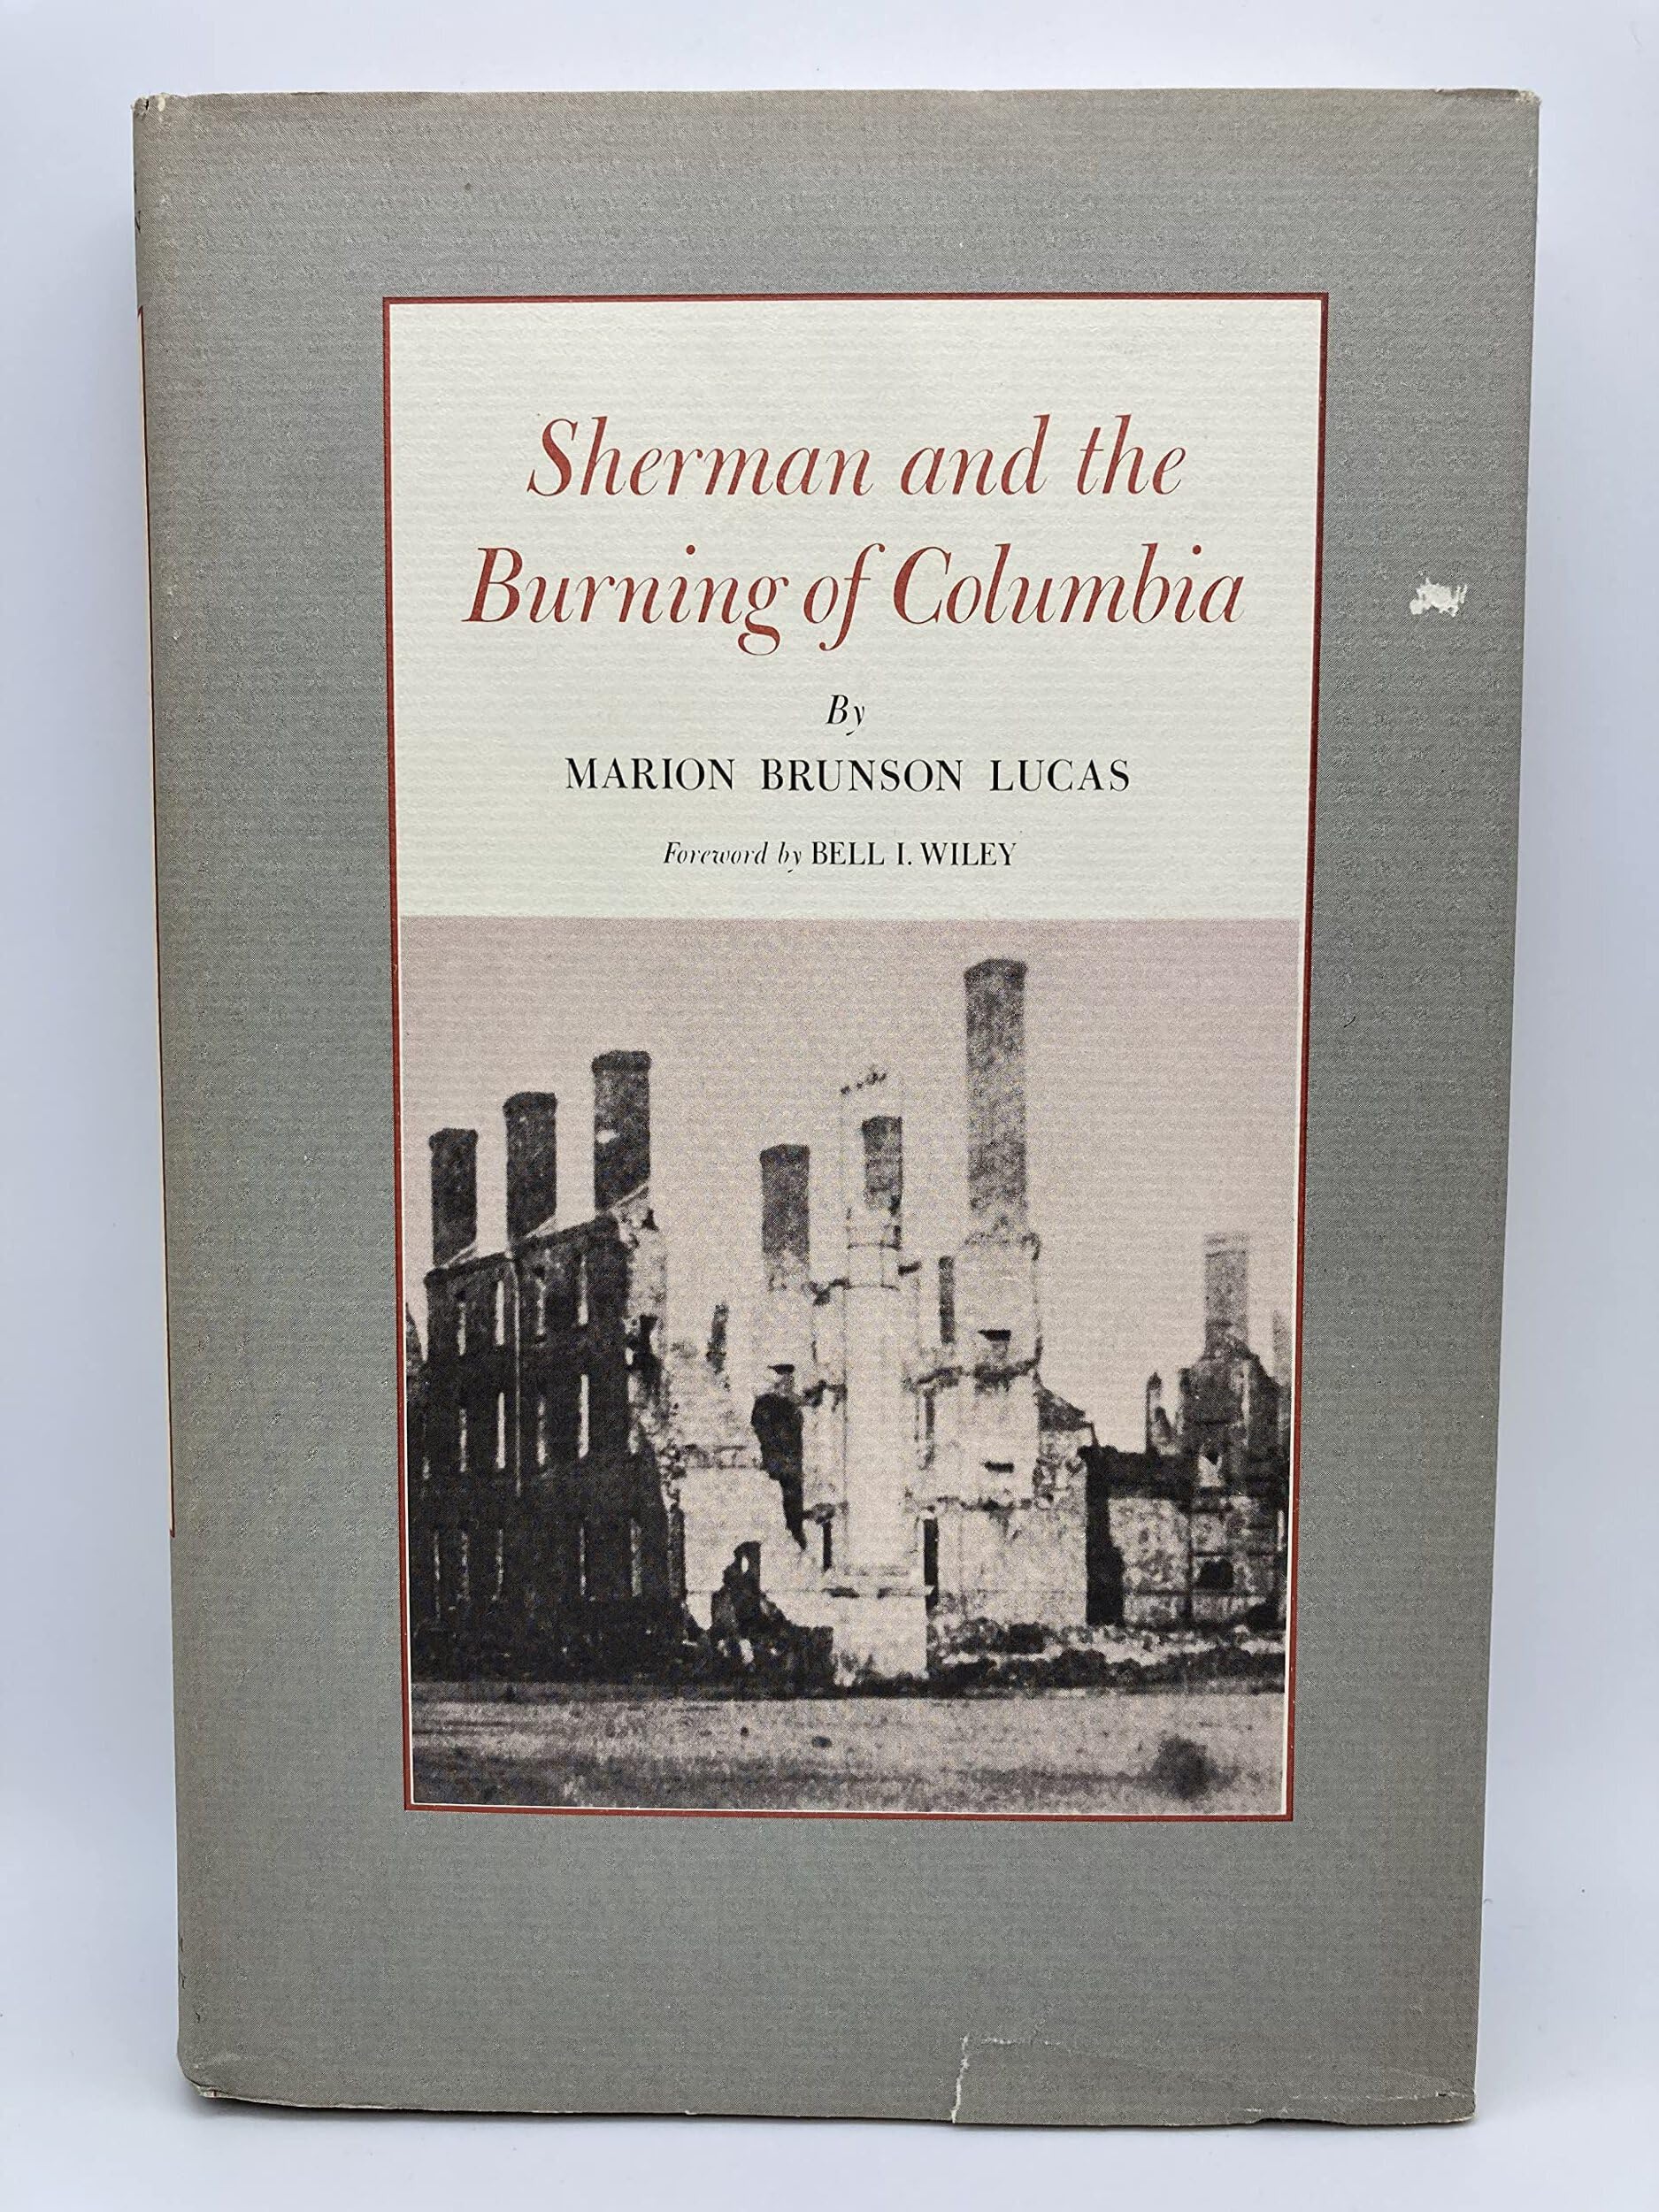 Sherman and the
Burning of Columbia
By
MARION BRUNSON LUCAS
Foreword by BELL I. WILEY